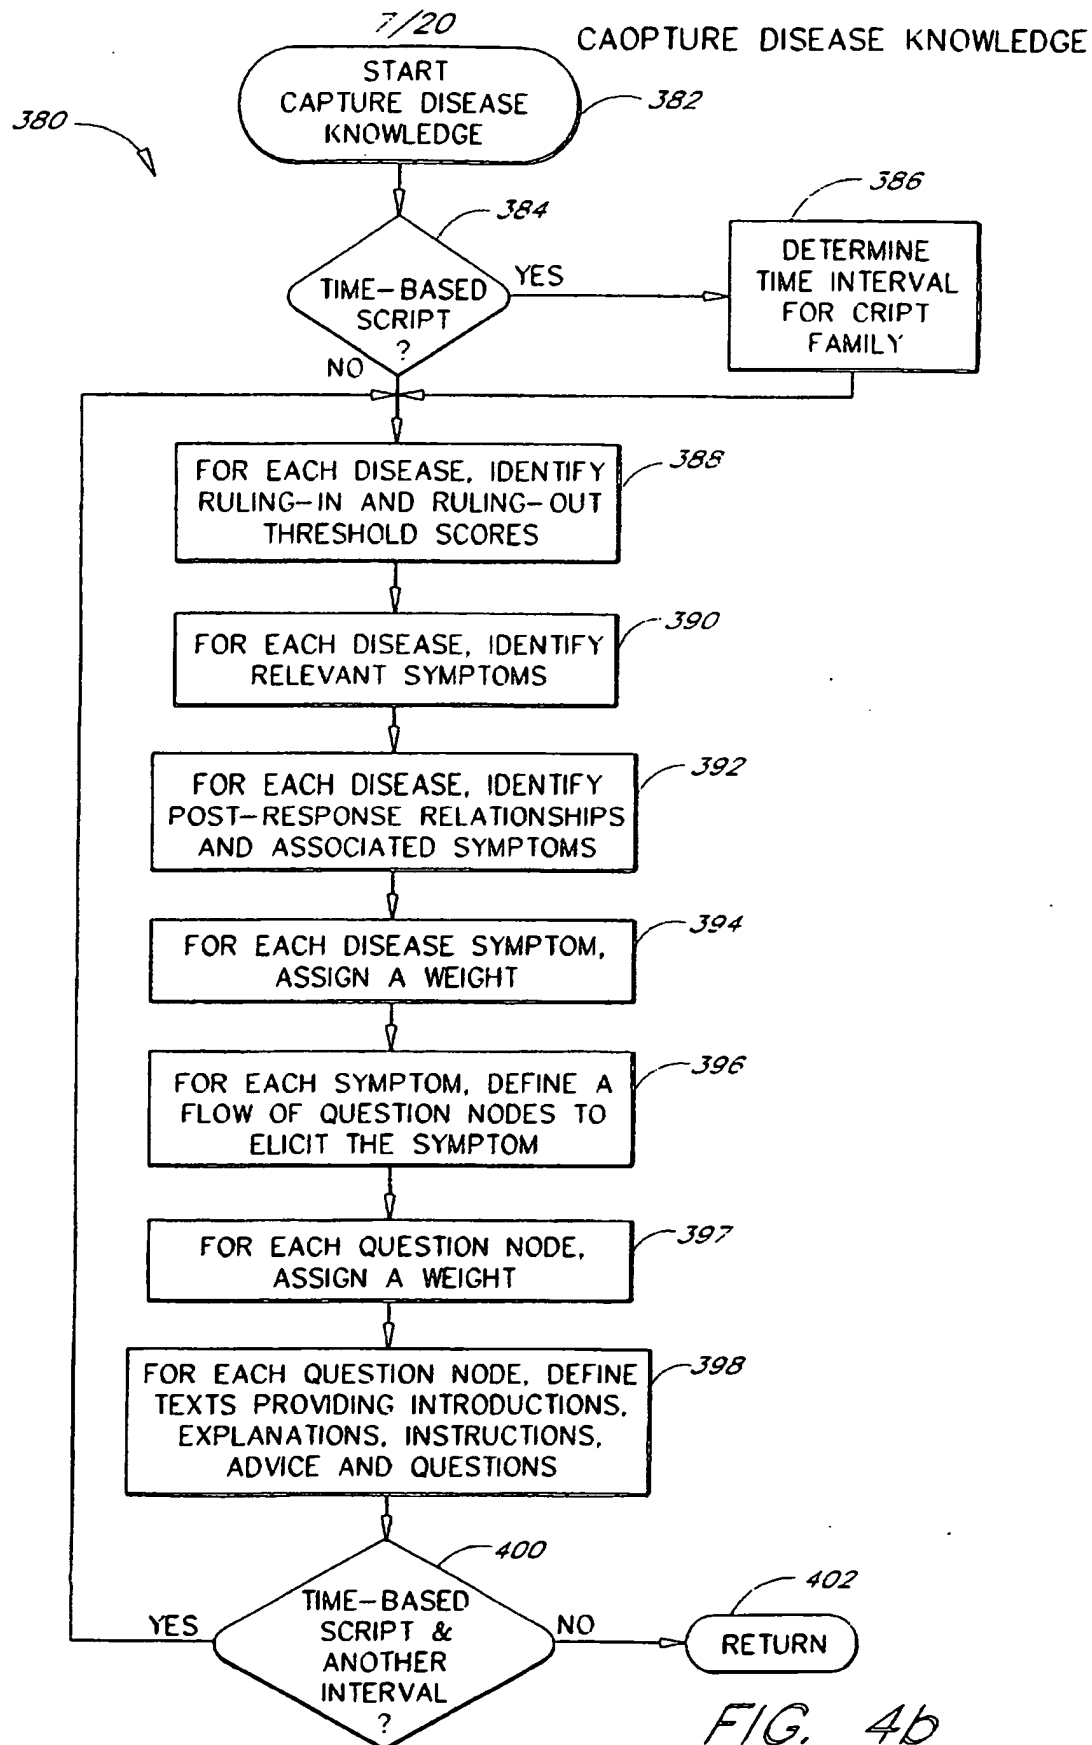 7/20
CAOPTURE DISEASE KNOWLEDGE
START
CAPTURE DISEASE
KNOWLEDGE
382
380
384
386
TIME-BASED
SCRIPT
?
YES
NO
DETERMINE
TIME INTERVAL
FOR CRIPT
FAMILY
FOR EACH DISEASE, IDENTIFY
RULING-IN AND RULING-OUT
THRESHOLD SCORES
388
FOR EACH DISEASE, IDENTIFY
RELEVANT SYMPTOMS
390
FOR EACH DISEASE, IDENTIFY
POST-RESPONSE RELATIONSHIPS
AND ASSOCIATED SYMPTOMS
392
FOR EACH DISEASE SYMPTOM,
ASSIGN A WEIGHT
394
FOR EACH SYMPTOM, DEFINE A
FLOW OF QUESTION NODES TO
ELICIT THE SYMPTOM
396
FOR EACH QUESTION NODE,
ASSIGN A WEIGHT
397
FOR EACH QUESTION NODE, DEFINE
TEXTS PROVIDING INTRODUCTIONS,
EXPLANATIONS, INSTRUCTIONS,
ADVICE AND QUESTIONS
398
400
TIME-BASED
SCRIPT &
ANOTHER
INTERVAL
?
YES
NO
402
RETURN
FIG. 4b